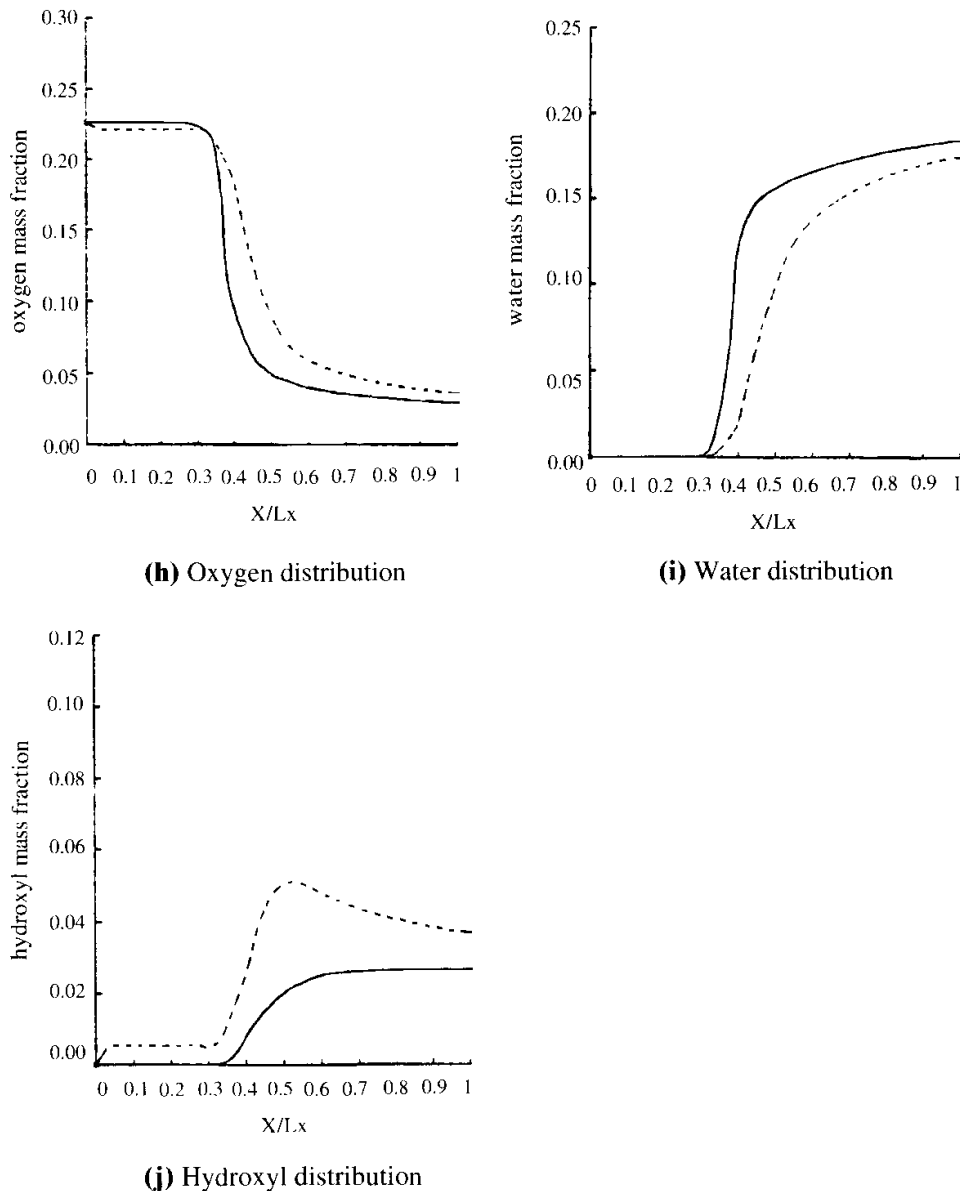 0.30
0.25
0.20
0.15
0.10
0.05
0.00
oxygen mass fraction
0 0.1 0.2 0.3 0.4 0.5 0.6 0.7 0.8 0.9 1
X/Lx
(h) Oxygen distribution
0.25
0.20
0.15
0.10
0.05
0.00
water mass fraction
0 0.1 0.2 0.3 0.4 0.5 0.6 0.7 0.8 0.9 1
X/Lx
(i) Water distribution
0.12
0.10
0.08
0.06
0.04
0.02
0.00
hydroxyl mass fraction
0 0.1 0.2 0.3 0.4 0.5 0.6 0.7 0.8 0.9 1
X/Lx
(j) Hydroxyl distribution